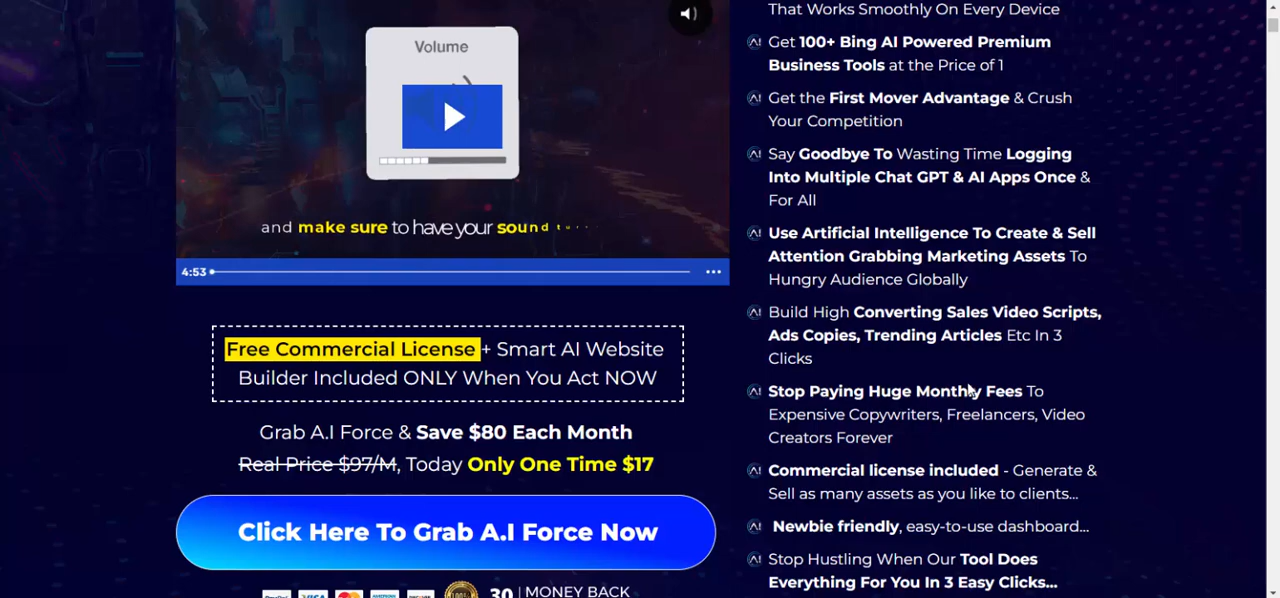 Volume
and make sure to have your sound
4:53
Free Commercial License + Smart AI Website
Builder Included ONLY When You Act NOW
Grab A.I Force & Save $80 Each Month
Real Price $97/M, Today Only One Time $17
Click Here To Grab A.I Force Now
30 | MONEY BACK
That Works Smoothly On Every Device
Get 100+ Bing AI Powered Premium
Business Tools at the Price of 1
Get the First Mover Advantage & Crush
Your Competition
Say Goodbye To Wasting Time Logging
Into Multiple Chat GPT & AI Apps Once &
For All
Use Artificial Intelligence To Create & Sell
Attention Grabbing Marketing Assets To
Hungry Audience Globally
Build High Converting Sales Video Scripts,
Ads Copies, Trending Articles Etc In 3
Clicks
Stop Paying Huge Monthly Fees To
Expensive Copywriters, Freelancers, Video
Creators Forever
Commercial license included - Generate &
Sell as many assets as you like to clients...
Newbie friendly, easy-to-use dashboard...
Stop Hustling When Our Tool Does
Everything For You In 3 Easy Clicks...